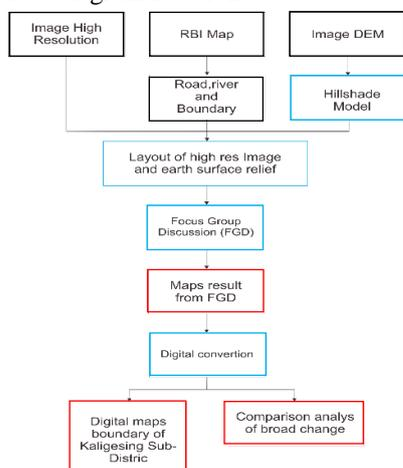 Image High
Resolution
RBI Map
Image DEM
Road,river
and
Boundary
Hillshade
Model
Layout of high res Image
and earth surface relief
Focus Group
Discussion (FGD)
Maps result
from FGD
Digital convertion
Digital maps
boundary of
Kaligesing Sub-
Distric
Comparison analys
of broad change